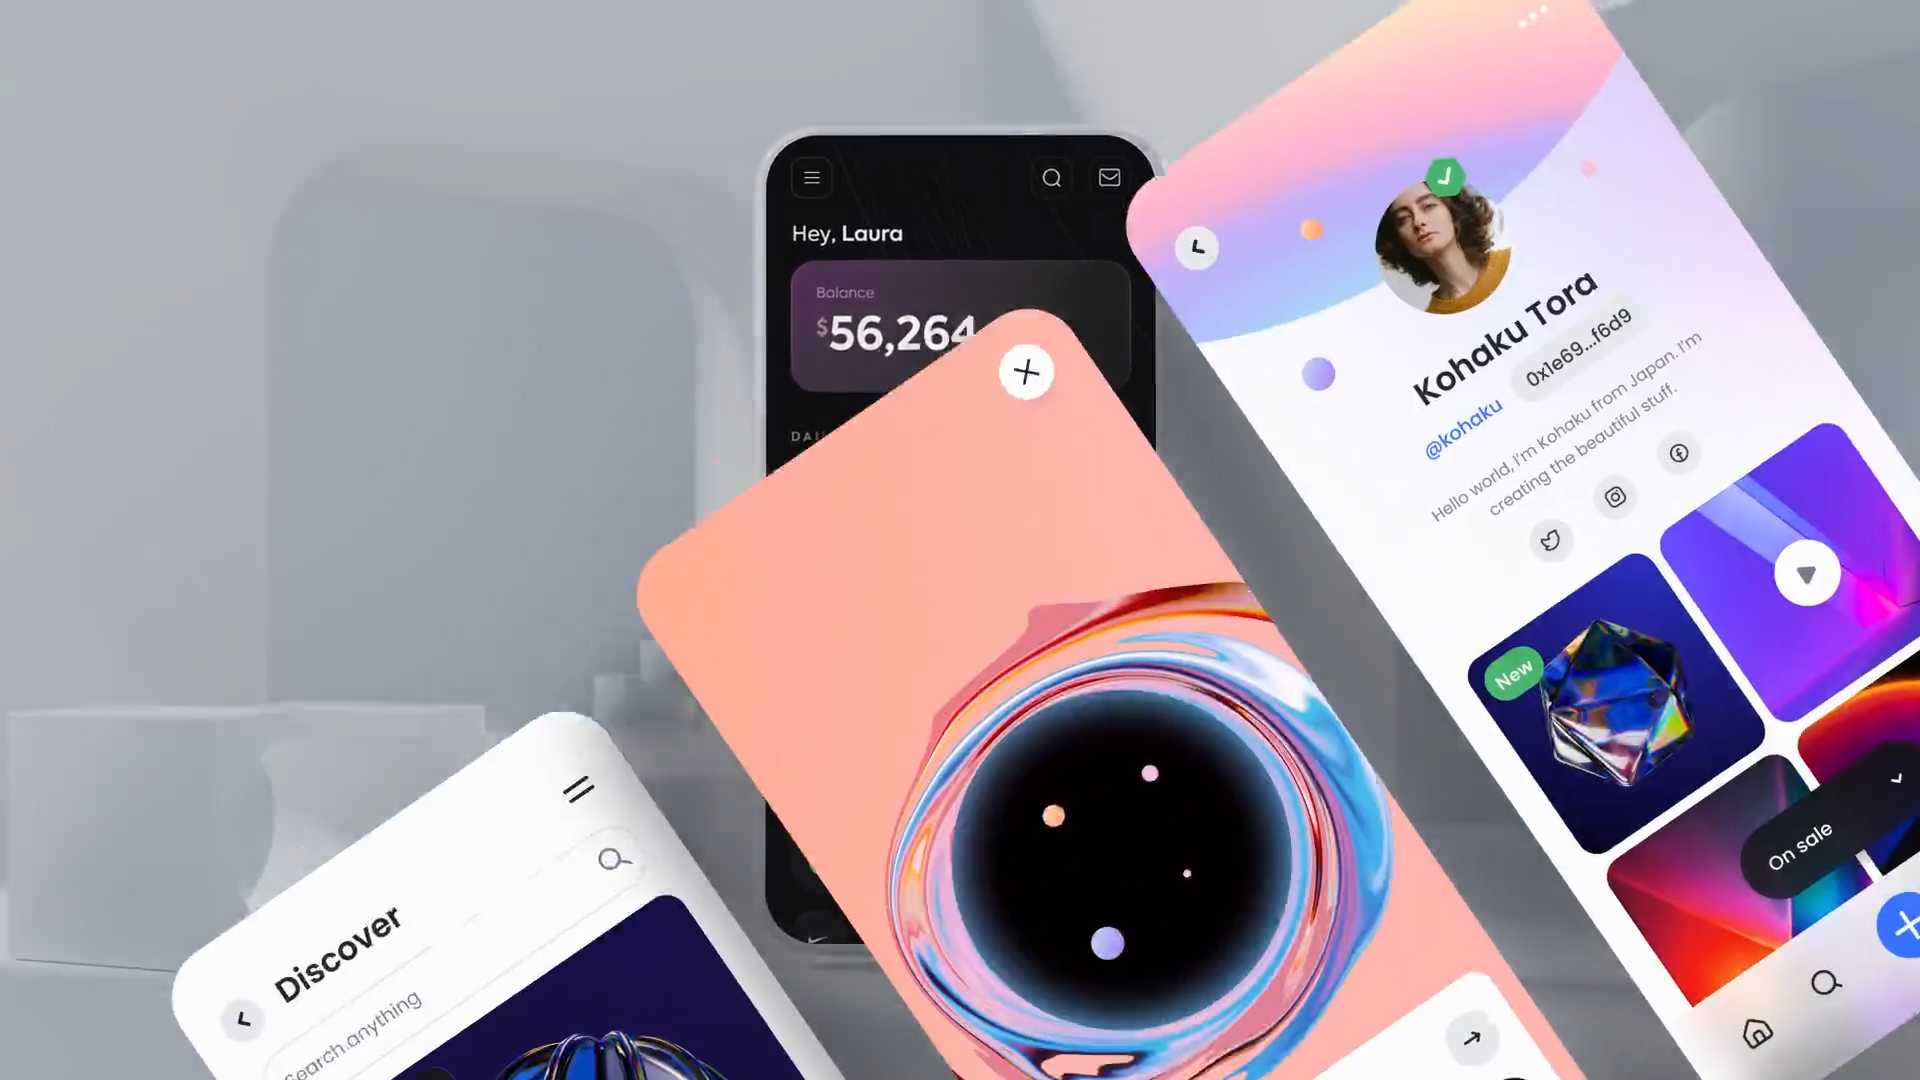 Hey, Laura
Balance
$56,264
Kohaku Tora
@kohaku
0x1e69...f6d9
Hello world, I'm Kohaku from Japan. I'm
creating the beautiful stuff.
New
On sale
Discover
Search anything